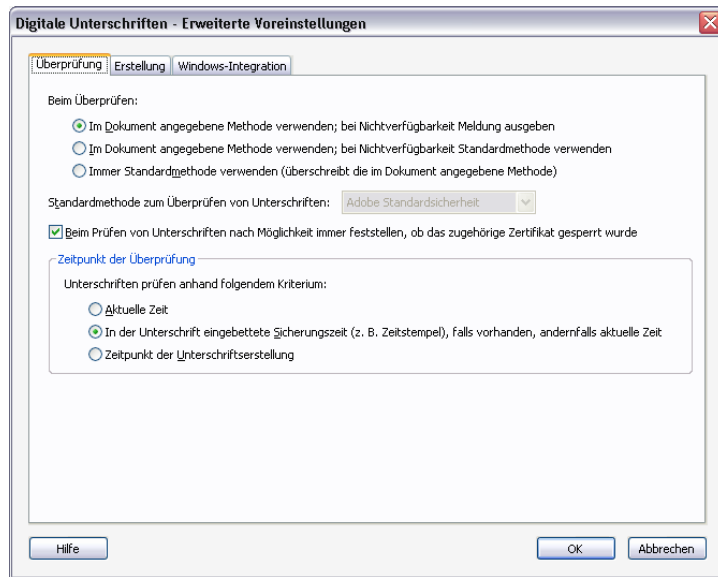 Digitale Unterschriften - Erweiterte Voreinstellungen
Überprüfung Erstellung Windows-Integration
Beim Überprüfen:
Im Dokument angegebene Methode verwenden; bei Nichtverfügbarkeit Meldung ausgeben
Im Dokument angegebene Methode verwenden; bei Nichtverfügbarkeit Standardmethode verwenden
Immer Standardmethode verwenden (überschreibt die im Dokument angegebene Methode)
Standardmethode zum Überprüfen von Unterschriften: Adobe Standardsicherheit
Beim Prüfen von Unterschriften nach Möglichkeit immer feststellen, ob das zugehörige Zertifikat gesperrt wurde
Zeitpunkt der Überprüfung
Unterschriften prüfen anhand folgendem Kriterium:
Aktuelle Zeit
In der Unterschrift eingebettete Sicherungszeit (z. B. Zeitstempel), falls vorhanden, andernfalls aktuelle Zeit
Zeitpunkt der Unterschriftserstellung
Hilfe OK Abbrechen